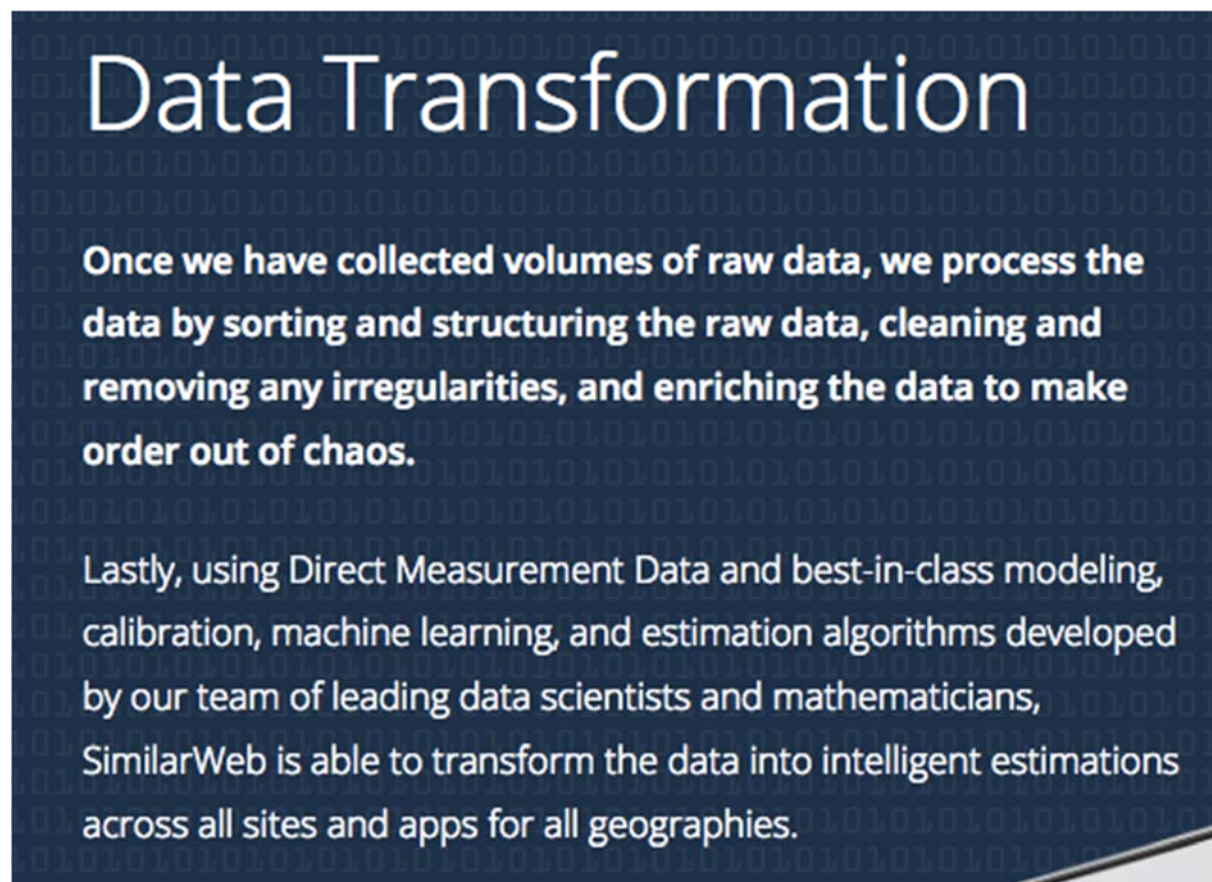 Data Transformation
Once we have collected volumes of raw data, we process the
data by sorting and structuring the raw data, cleaning and
removing any irregularities, and enriching the data to make
order out of chaos.
Lastly, using Direct Measurement Data and best-in-class modeling,
calibration, machine learning, and estimation algorithms developed
by our team of leading data scientists and mathematicians,
SimilarWeb is able to transform the data into intelligent estimations
across all sites and apps for all geographies.